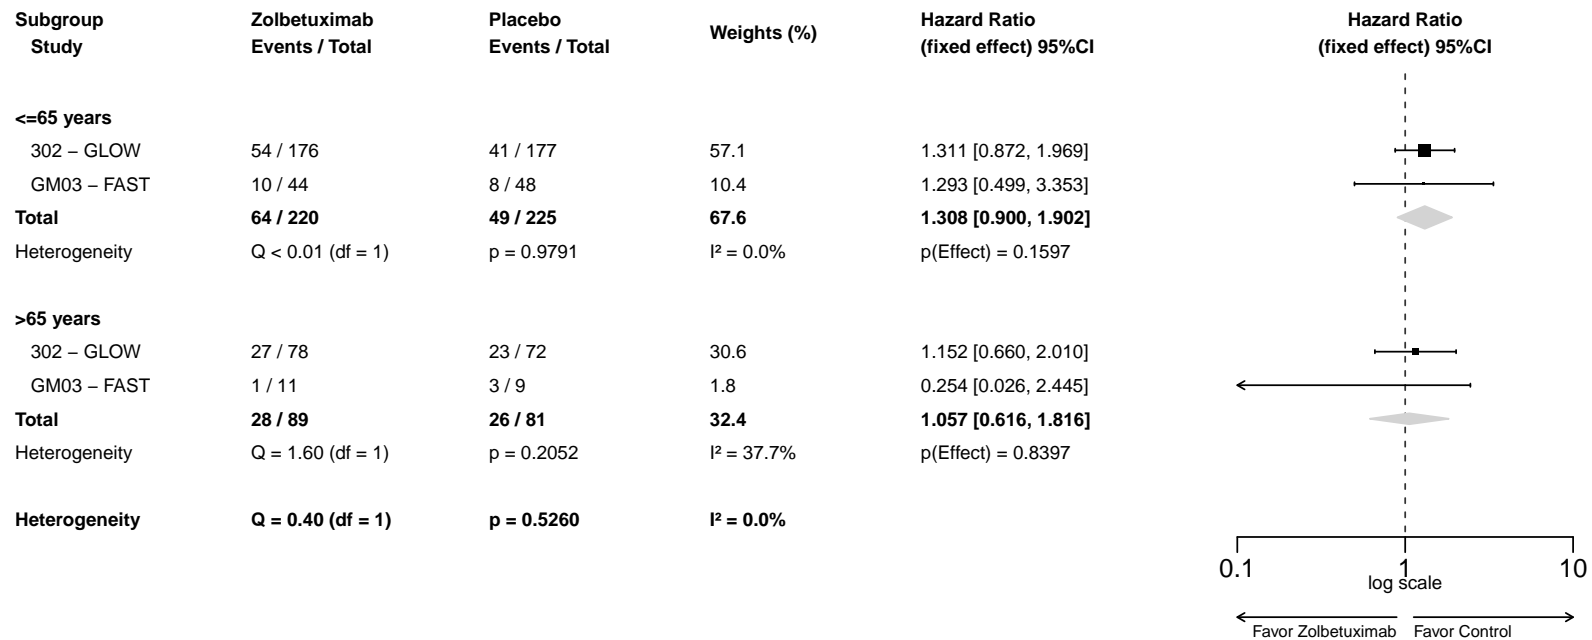 Subgroup Zolbetuximab Placebo Weights (%) Hazard Ratio Hazard Ratio
Study Events / Total Events / Total (fixed effect) 95%CI (fixed effect) 95%CI
<=65 years
302 – GLOW 54 / 176 41 / 177 57.1 1.311 [0.872, 1.969]
GM03 – FAST 10 / 44 8 / 48 10.4 1.293 [0.499, 3.353]
Total 64 / 220 49 / 225 67.6 1.308 [0.900, 1.902]
Heterogeneity Q < 0.01 (df = 1) p = 0.9791 I² = 0.0% p(Effect) = 0.1597
>65 years
302 – GLOW 27 / 78 23 / 72 30.6 1.152 [0.660, 2.010]
GM03 – FAST 1 / 11 3 / 9 1.8 0.254 [0.026, 2.445]
Total 28 / 89 26 / 81 32.4 1.057 [0.616, 1.816]
Heterogeneity Q = 1.60 (df = 1) p = 0.2052 I² = 37.7% p(Effect) = 0.8397
Heterogeneity Q = 0.40 (df = 1) p = 0.5260 I² = 0.0%
0.1 1 10
log scale
Favor Zolbetuximab Favor Control